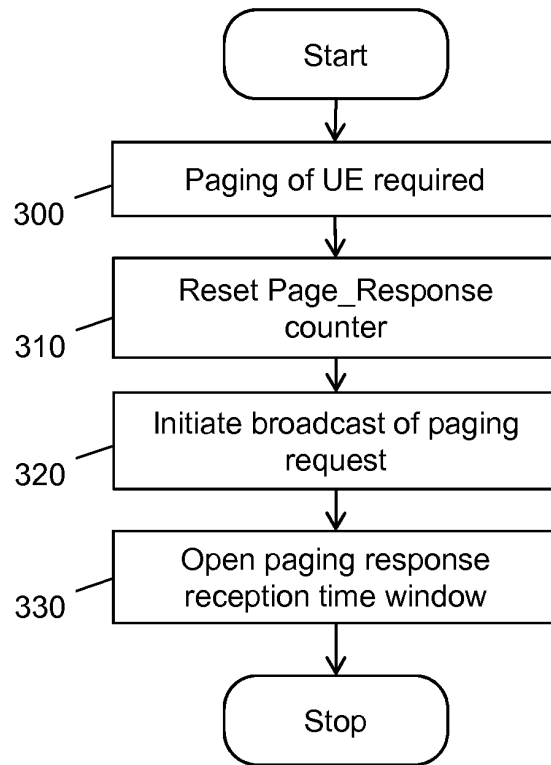 Start
Paging of UE required
300
Reset Page_Response
counter
310
Initiate broadcast of paging
request
320
Open paging response
reception time window
330
Stop